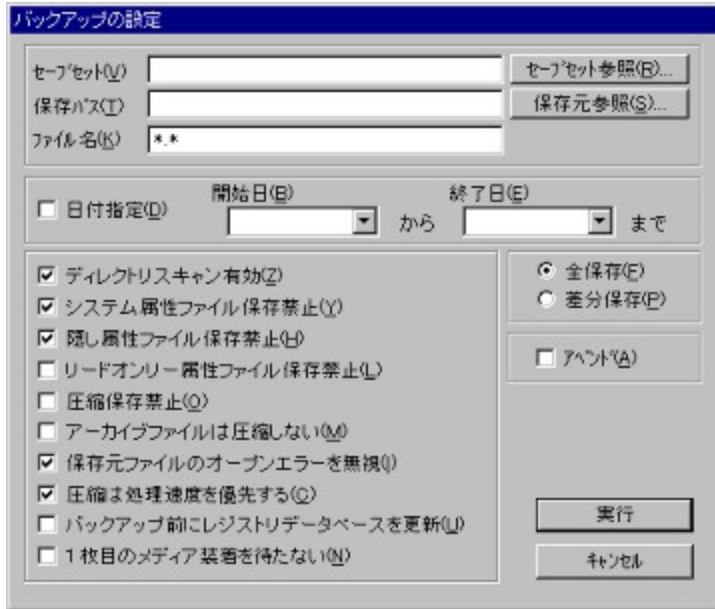 バックアップの設定
セーブセット(V)
セーブセット参照(R)...
保存パス(T)
保存元参照(S)...
ファイル名(K) *.*
開始日(B) 終了日(E)
日付指定(D) から まで
ディレクトリスキャン有効(Z)
システム属性ファイル保存禁止(Y)
隠し属性ファイル保存禁止(H)
リードオンリー属性ファイル保存禁止(L)
圧縮保存禁止(O)
アーカイブファイルは圧縮しない(M)
保存元ファイルのオープンエラーを無視(I)
圧縮は処理速度を優先する(C)
バックアップ前にレジストリデータベースを更新(U)
1枚目のメディア装着を待たない(N)
全保存(F)
差分保存(P)
アペンド(A)
実行
キャンセル